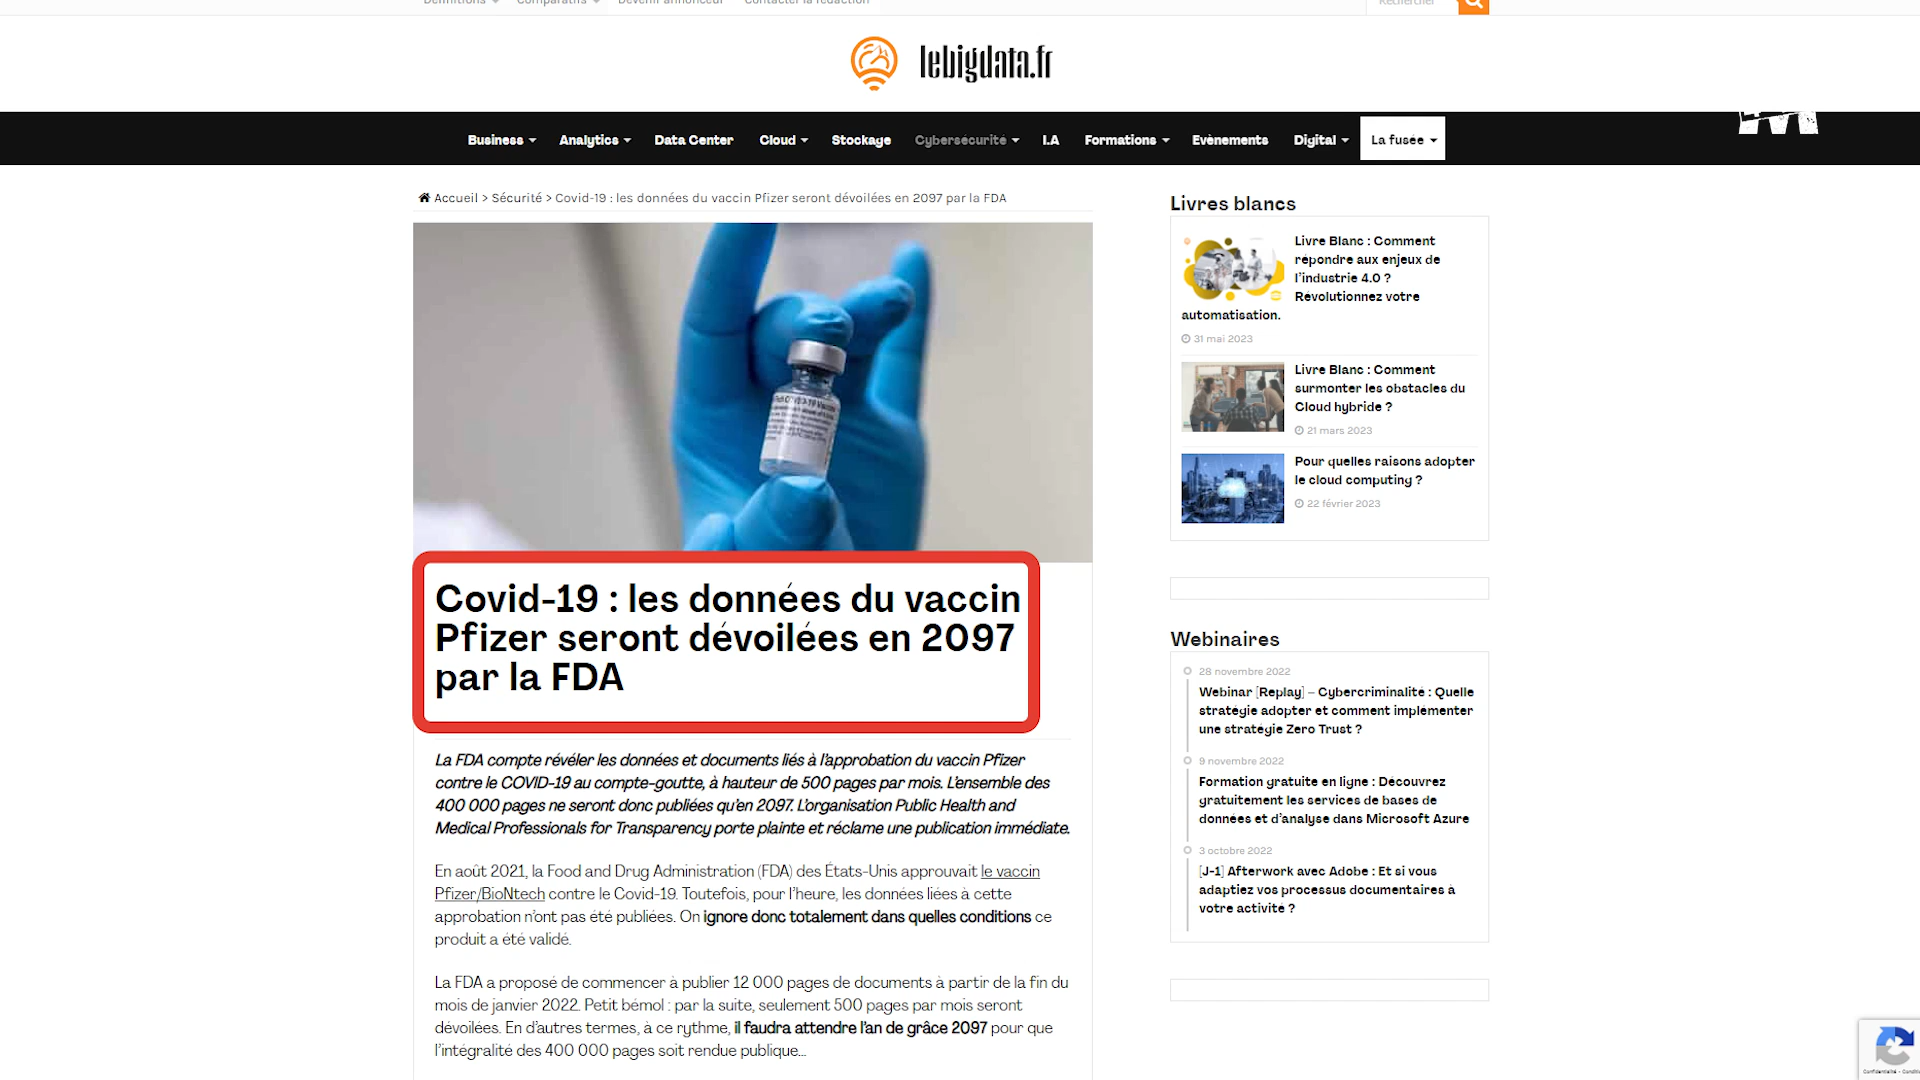 Définitions
Comparatifs
Devenir annonceur
Contacter la rédaction
Rechercher
lebigdata.fr
Business
Analytics
Data Center
Cloud
Stockage
Cybersécurité
I.A
Formations
Evènements
Digital
La fusée
Accueil > Sécurité > Covid-19 : les données du vaccin Pfizer seront dévoilées en 2097 par la FDA
Covid-19 : les données du vaccin
Pfizer seront dévoilées en 2097
par la FDA
La FDA compte révéler les données et documents liés à l'approbation du vaccin Pfizer
contre le COVID-19 au compte-goutte, à hauteur de 500 pages par mois. L'ensemble des
400 000 pages ne seront donc publiées qu'en 2097. L'organisation Public Health and
Medical Professionals for Transparency porte plainte et réclame une publication immédiate.
En août 2021, la Food and Drug Administration (FDA) des États-Unis approuvait le vaccin
Pfizer/BioNtech contre le Covid-19. Toutefois, pour l'heure, les données liées à cette
approbation n'ont pas été publiées. On ignore donc totalement dans quelles conditions ce
produit a été validé.
La FDA a proposé de commencer à publier 12 000 pages de documents à partir de la fin du
mois de janvier 2022. Petit bémol : par la suite, seulement 500 pages par mois seront
dévoilées. En d'autres termes, à ce rythme, il faudra attendre l'an de grâce 2097 pour que
l'intégralité des 400 000 pages soit rendue publique...
Livres blancs
Livre Blanc : Comment
répondre aux enjeux de
l'industrie 4.0 ?
Révolutionnez votre
automatisation.
31 mai 2023
Livre Blanc : Comment
surmonter les obstacles du
Cloud hybride ?
21 mars 2023
Pour quelles raisons adopter
le cloud computing ?
22 février 2023
Webinaires
28 novembre 2022
Webinar [Replay] – Cybercriminalité : Quelle
stratégie adopter et comment implémenter
une stratégie Zero Trust ?
9 novembre 2022
Formation gratuite en ligne : Découvrez
gratuitement les services de bases de
données et d'analyse dans Microsoft Azure
3 octobre 2022
[J-1] Afterwork avec Adobe : Et si vous
adaptiez vos processus documentaires à
votre activité ?